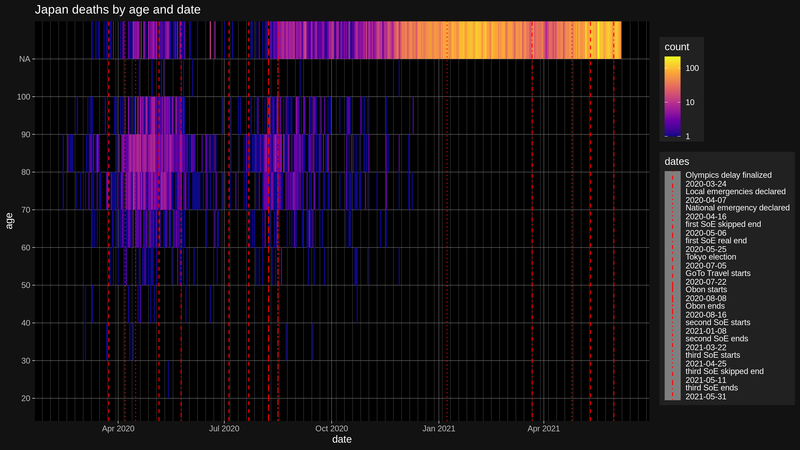 Japan deaths by age and date
age
NA
100
90
80
70
60
50
40
30
20
Apr 2020
Jul 2020
Oct 2020
Jan 2021
Apr 2021
date
count
100
10
1
dates
Olympics delay finalized
2020-03-24
Local emergencies declared
2020-04-07
National emergency declared
2020-04-16
first SoE skipped end
2020-05-06
first SoE real end
2020-05-25
Tokyo election
2020-07-05
GoTo Travel starts
2020-07-22
Obon starts
2020-08-08
Obon ends
2020-08-16
second SoE starts
2021-01-08
second SoE ends
2021-03-22
third SoE starts
2021-04-25
third SoE skipped end
2021-05-11
third SoE ends
2021-05-31